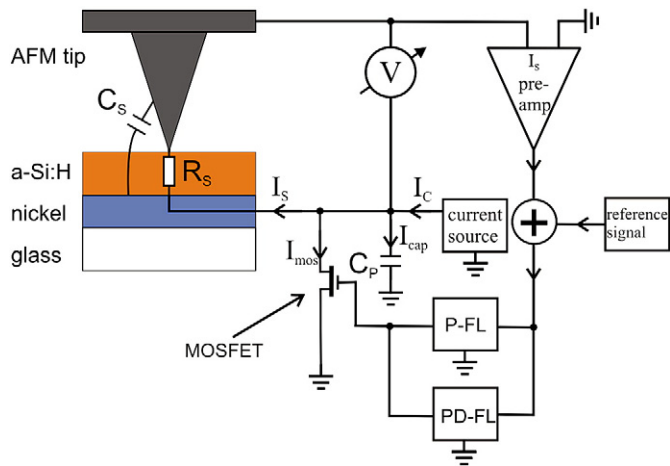 AFM tip
V
I_s
pre-
amp
C_S
a-Si:H
R_S
I_S
I_C
nickel
current
source
+
reference
signal
glass
I_mos
C_P
I_cap
MOSFET
P-FL
PD-FL